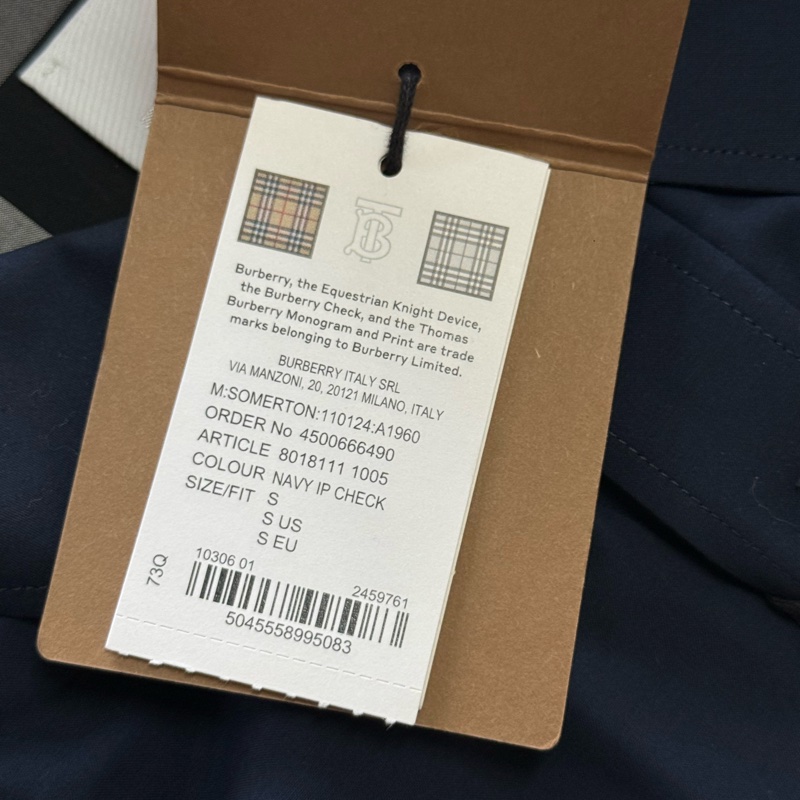 Burberry, the Equestrian Knight Device,
the Burberry Check, and the Thomas
Burberry Monogram and Print are trade
marks belonging to Burberry Limited.
BURBERRY ITALY SRL
VIA MANZONI, 20, 20121 MILANO, ITALY
M:SOMERTON:110124:A1960
ORDER No 4500666490
ARTICLE 8018111 1005
COLOUR NAVY IP CHECK
SIZE/FIT S
S US
S EU
73Q
10306 01 2459761
5045558995083